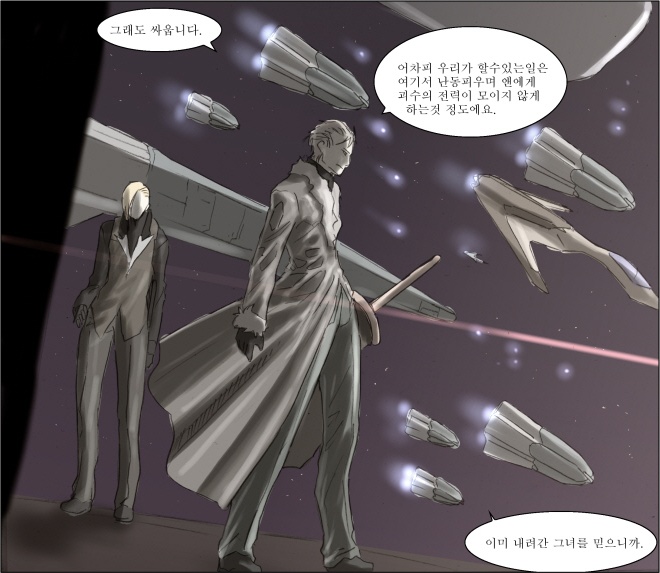 그래도 싸웁니다.
어차피 우리가 할수있는일은
여기서 난동피우며 앤에게
괴수의 전력이 모이지 않게
하는것 정도에요.
이미 내려간 그녀를 믿으니까.